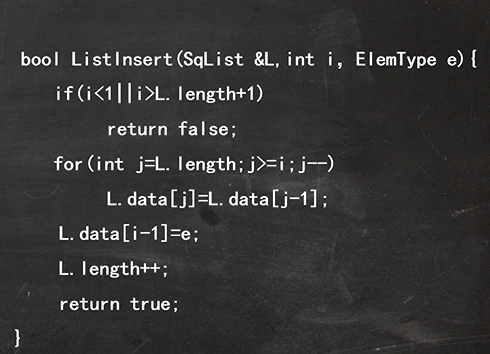 bool ListInsert(SqList &L,int i, ElemType e){
if(i<1||i>L.length+1)
return false;
for(int j=L.length;j>=i;j--)
L.data[j]=L.data[j-1];
L.data[i-1]=e;
L.length++;
return true;
}